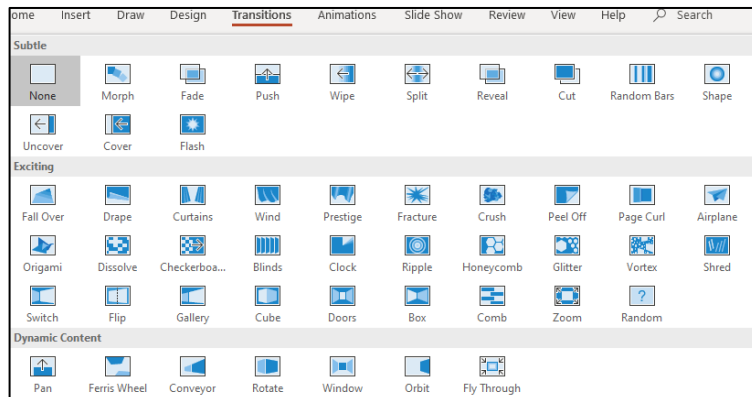 ome Insert Draw Design Transitions Animations Slide Show Review View Help Search
Subtle
None Morph Fade Push Wipe Split Reveal Cut Random Bars Shape
Uncover Cover Flash
Exciting
Fall Over Drape Curtains Wind Prestige Fracture Crush Peel Off Page Curl Airplane
Origami Dissolve Checkerboa... Blinds Clock Ripple Honeycomb Glitter Vortex Shred
Switch Flip Gallery Cube Doors Box Comb Zoom Random
Dynamic Content
Pan Ferris Wheel Conveyor Rotate Window Orbit Fly Through